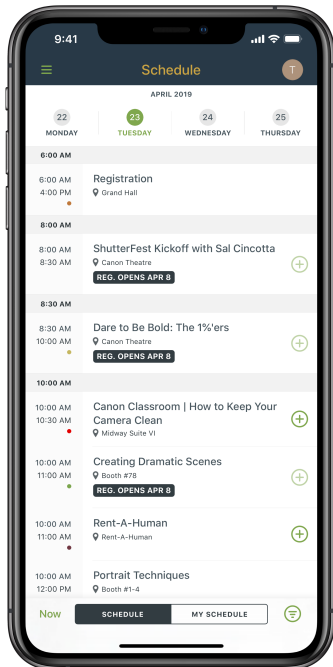 9:41
Schedule
T
APRIL 2019
22
MONDAY
23
TUESDAY
24
WEDNESDAY
25
THURSDAY
6:00 AM
6:00 AM
4:00 PM
Registration
Grand Hall
8:00 AM
8:00 AM
8:30 AM
ShutterFest Kickoff with Sal Cincotta
Canon Theatre
REG. OPENS APR 8
8:30 AM
8:30 AM
10:00 AM
Dare to Be Bold: The 1%'ers
Canon Theatre
REG. OPENS APR 8
10:00 AM
10:00 AM
10:30 AM
Canon Classroom | How to Keep Your
Camera Clean
Midway Suite VI
10:00 AM
11:00 AM
Creating Dramatic Scenes
Booth #78
REG. OPENS APR 8
10:00 AM
11:00 AM
Rent-A-Human
Rent-A-Human
10:00 AM
12:00 PM
Portrait Techniques
Booth #1-4
Now
SCHEDULE
MY SCHEDULE